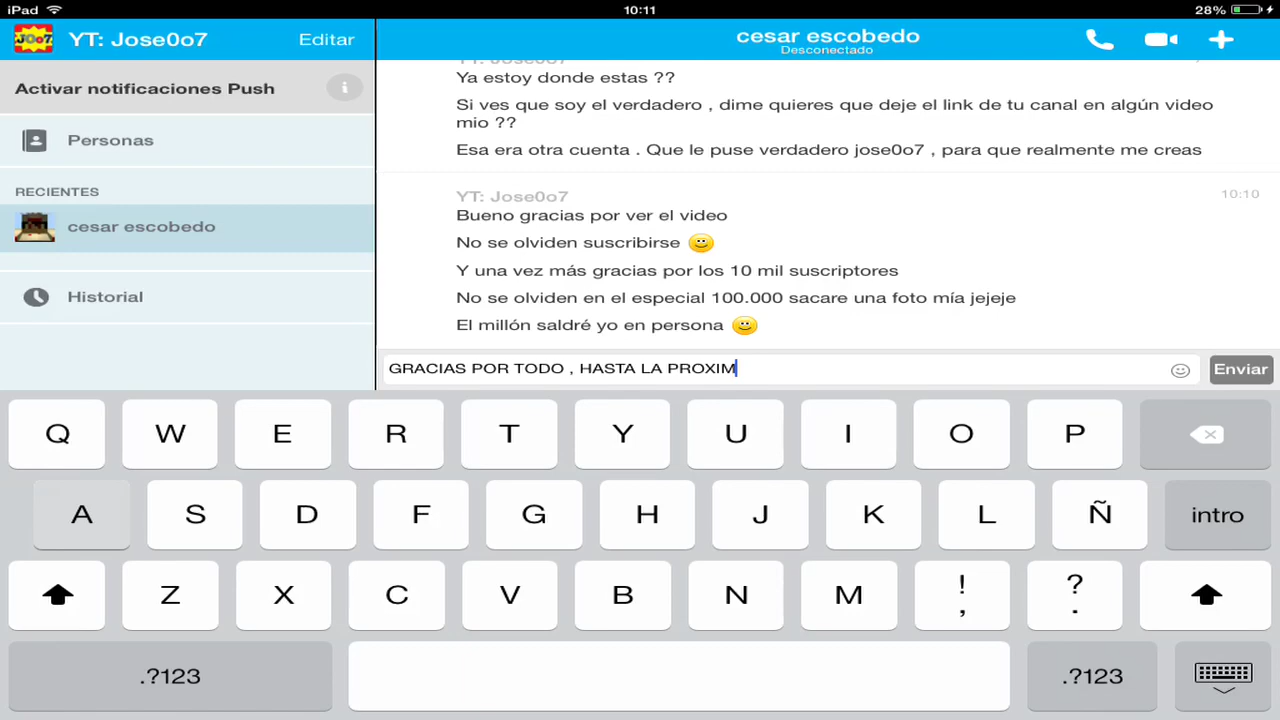 iPad
10:11
28%
YT: Jose0o7
Editar
cesar escobedo
Desconectado
Activar notificaciones Push
Personas
RECIENTES
cesar escobedo
Historial
Ya estoy donde estas ??
Si ves que soy el verdadero , dime quieres que deje el link de tu canal en algún video
mio ??
Esa era otra cuenta . Que le puse verdadero jose0o7 , para que realmente me creas
YT: Jose0o7
10:10
Bueno gracias por ver el video
No se olviden suscribirse
Y una vez más gracias por los 10 mil suscriptores
No se olviden en el especial 100.000 sacare una foto mía jejeje
El millón saldré yo en persona
GRACIAS POR TODO , HASTA LA PROXIM
Enviar
Q W E R T Y U I O P
A S D F G H J K L Ñ intro
Z X C V B N M ! , ? .
.?123 .?123